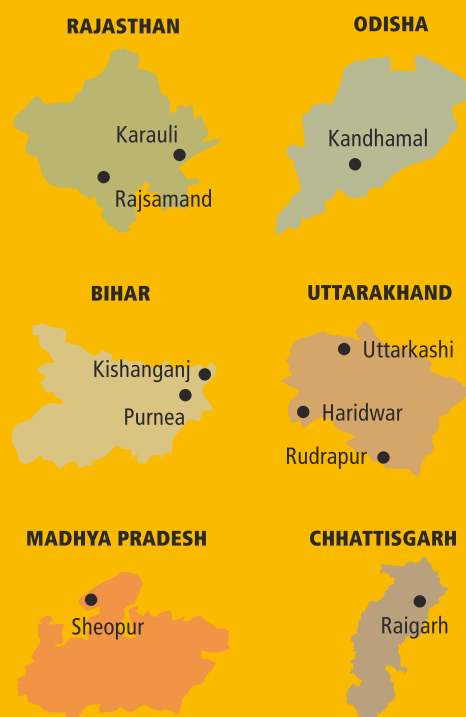 RAJASTHAN
Karauli
Rajsamand
ODISHA
Kandhamal
BIHAR
Kishanganj
Purnea
UTTARAKHAND
Uttarkashi
Haridwar
Rudrapur
MADHYA PRADESH
Sheopur
CHHATTISGARH
Raigarh